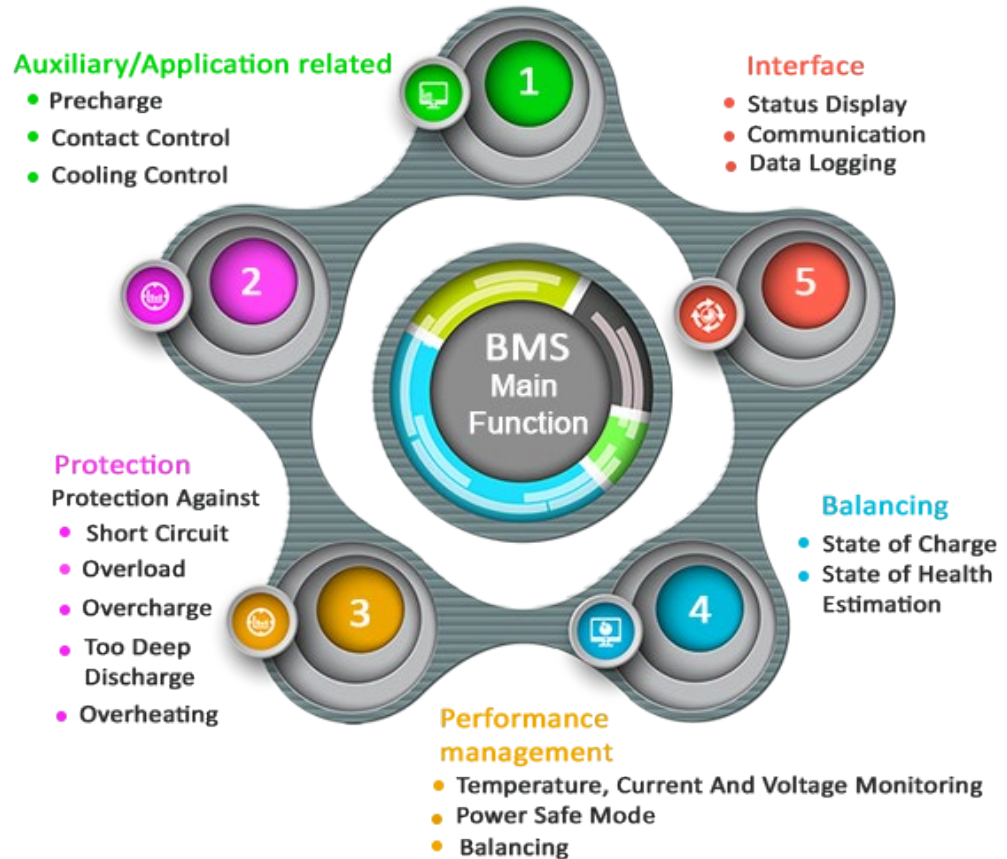 Auxiliary/Application related
Precharge
Contact Control
Cooling Control
1
Interface
Status Display
Communication
Data Logging
2
5
BMS
Main
Function
Protection
Protection Against
Short Circuit
Overload
Overcharge
Too Deep
Discharge
Overheating
3
4
Balancing
State of Charge
State of Health
Estimation
Performance
management
Temperature, Current And Voltage Monitoring
Power Safe Mode
Balancing